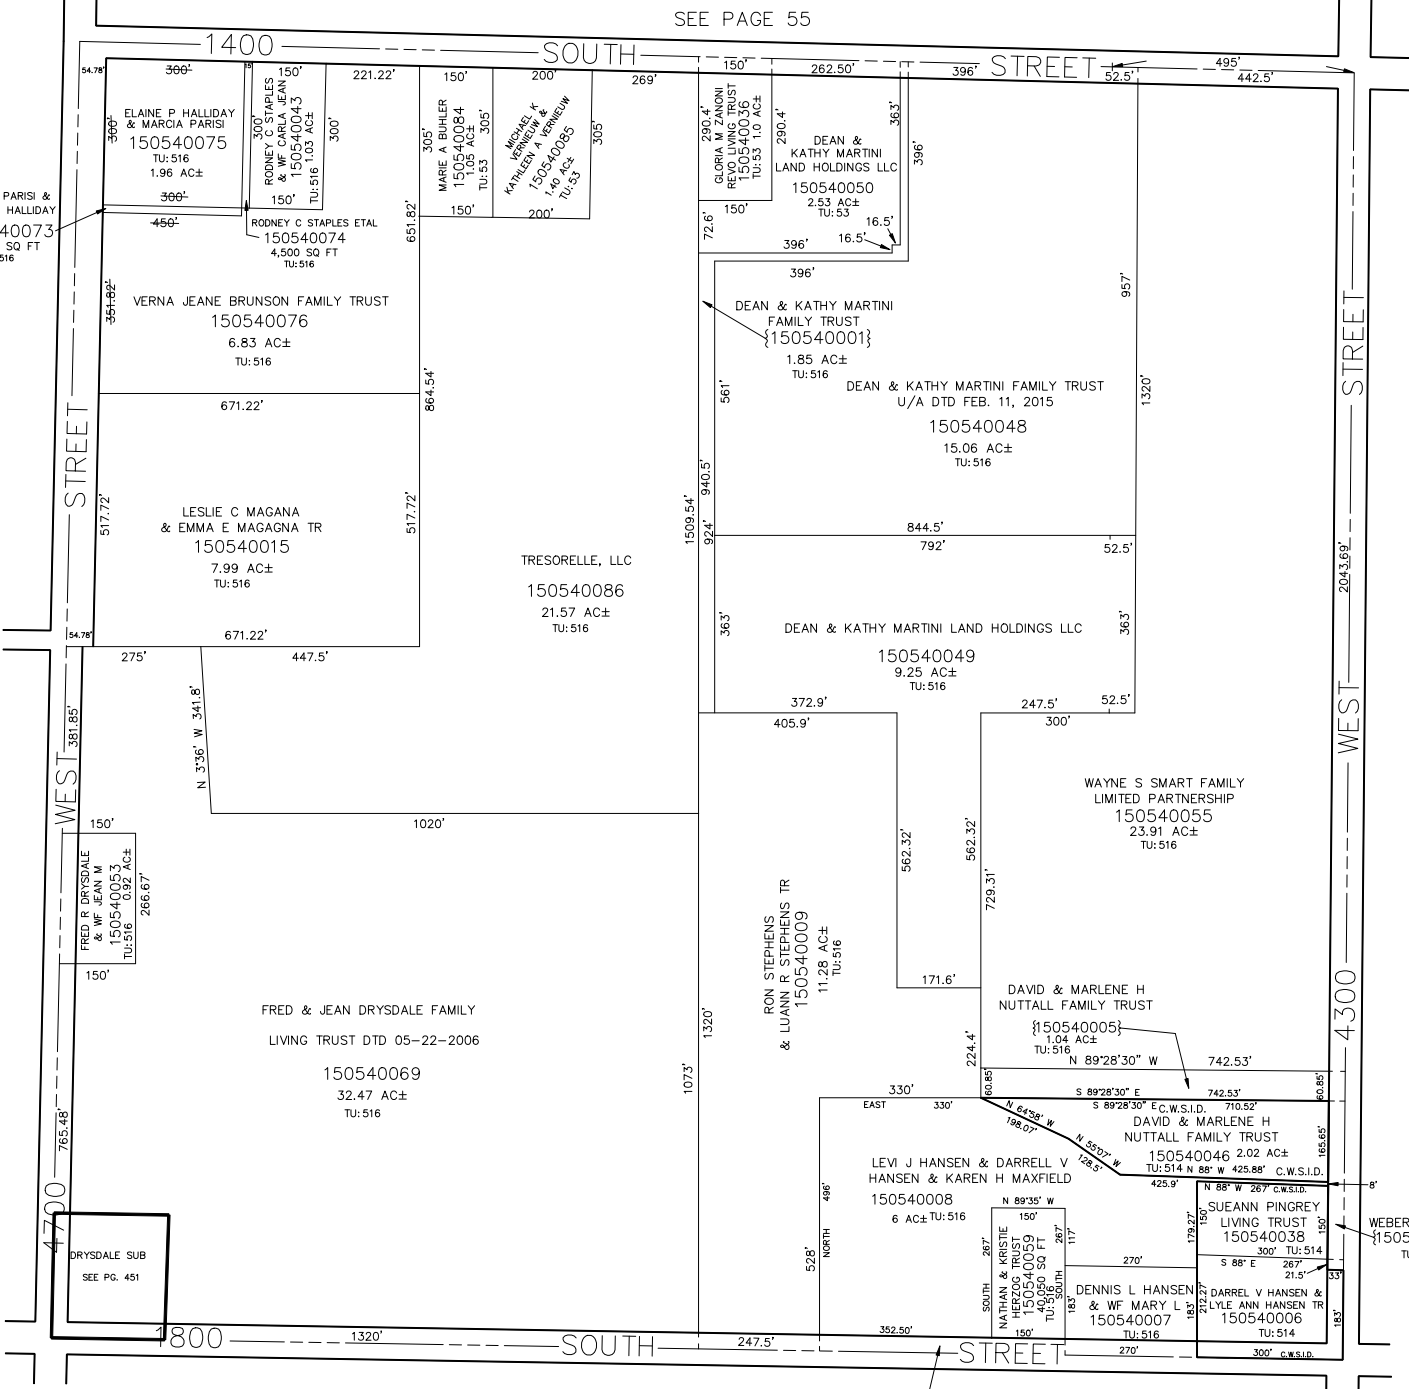 SEE PAGE 55
1400 SOUTH STREET
495'
54.78'
300'
15'
150'
221.22'
150'
200'
269'
150'
262.50'
396'
52.5'
442.5'
ELAINE P HALLIDAY
& MARCIA PARISI
150540075
TU: 516
1.96 AC±
300'
300'
450'
RODNEY C STAPLES
& WF CARLA JEAN
150540043
TU: 516 1.03 AC±
300'
300'
150'
MARIE A BUHLER
150540084
1.05 AC±
TU: 53
305'
305'
150'
MICHAEL K
VERNIEUW &
KATHLEEN A VERNIEUW
150540085
1.40 AC±
TU: 53
305'
200'
GLORIA M ZANONI
REVO LIVING TRUST
150540036
TU: 53 1.0 AC±
290.4'
290.4'
150'
72.6'
DEAN &
KATHY MARTINI
LAND HOLDINGS LLC
150540050
2.53 AC±
TU: 53
363'
396'
16.5'
16.5'
396'
396'
PARISI &
HALLIDAY
40073
SQ FT
516
RODNEY C STAPLES ETAL
150540074
4,500 SQ FT
TU: 516
651.82'
351.82'
VERNA JEANE BRUNSON FAMILY TRUST
150540076
6.83 AC±
TU: 516
671.22'
864.54'
DEAN & KATHY MARTINI
FAMILY TRUST
{150540001}
1.85 AC±
TU: 516
957'
561'
DEAN & KATHY MARTINI FAMILY TRUST
U/A DTD FEB. 11, 2015
150540048
15.06 AC±
TU: 516
1320'
940.5'
1509.54'
924'
844.5'
792'
52.5'
517.72'
517.72'
LESLIE C MAGANA
& EMMA E MAGAGNA TR
150540015
7.99 AC±
TU: 516
54.78'
671.22'
275'
447.5'
TRESORELLE, LLC
150540086
21.57 AC±
TU: 516
363'
363'
DEAN & KATHY MARTINI LAND HOLDINGS LLC
150540049
9.25 AC±
TU: 516
372.9'
405.9'
247.5'
52.5'
300'
2043.69'
4300 WEST STREET
4700 WEST STREET
381.85'
N 3°36' W 341.8'
1020'
150'
FRED R DRYSDALE
& WF JEAN M
150540053
TU: 516 0.92 AC±
266.67'
150'
WAYNE S SMART FAMILY
LIMITED PARTNERSHIP
150540055
23.91 AC±
TU: 516
562.32'
562.32'
729.31'
RON STEPHENS
& LUANN R STEPHENS TR
150540009
11.28 AC±
TU: 516
171.6'
224.4'
1320'
1073'
FRED & JEAN DRYSDALE FAMILY
LIVING TRUST DTD 05-22-2006
150540069
32.47 AC±
TU: 516
765.48'
DAVID & MARLENE H
NUTTALL FAMILY TRUST
{150540005}
1.04 AC±
TU: 516
N 89°28'30" W 742.53'
60.85'
60.85'
S 89°28'30" E 742.53'
S 89°28'30" E C.W.S.I.D. 710.52'
DAVID & MARLENE H
NUTTALL FAMILY TRUST
150540046 2.02 AC±
TU: 514 N 88° W 425.88' C.W.S.I.D.
165.65'
N 64°58' W
198.07'
N 55°07' W
128.5'
330'
EAST 330'
425.9'
N 88° W 267' C.W.S.I.D.
8'
LEVI J HANSEN & DARRELL V
HANSEN & KAREN H MAXFIELD
150540008
6 AC± TU: 516
496'
NORTH
528'
N 89°35' W
150'
267'
SOUTH
NATHAN & KRISTIE
HERZOG TRUST
150540059
40,050 SQ FT
TU: 516
267'
SOUTH
117'
183'
150'
SUEANN PINGREY
LIVING TRUST
150540038
300' TU: 514
179.27'
150'
150'
S 88° E 267'
21.5'
33'
WEBER
{1505
TU
270'
DENNIS L HANSEN
& WF MARY L
150540007
TU: 516
183'
212.27'
DARREL V HANSEN &
LYLE ANN HANSEN TR
150540006
TU: 514
183'
DRYSDALE SUB
SEE PG. 451
1800 SOUTH STREET
1320'
247.5'
352.50'
270'
300' C.W.S.I.D.